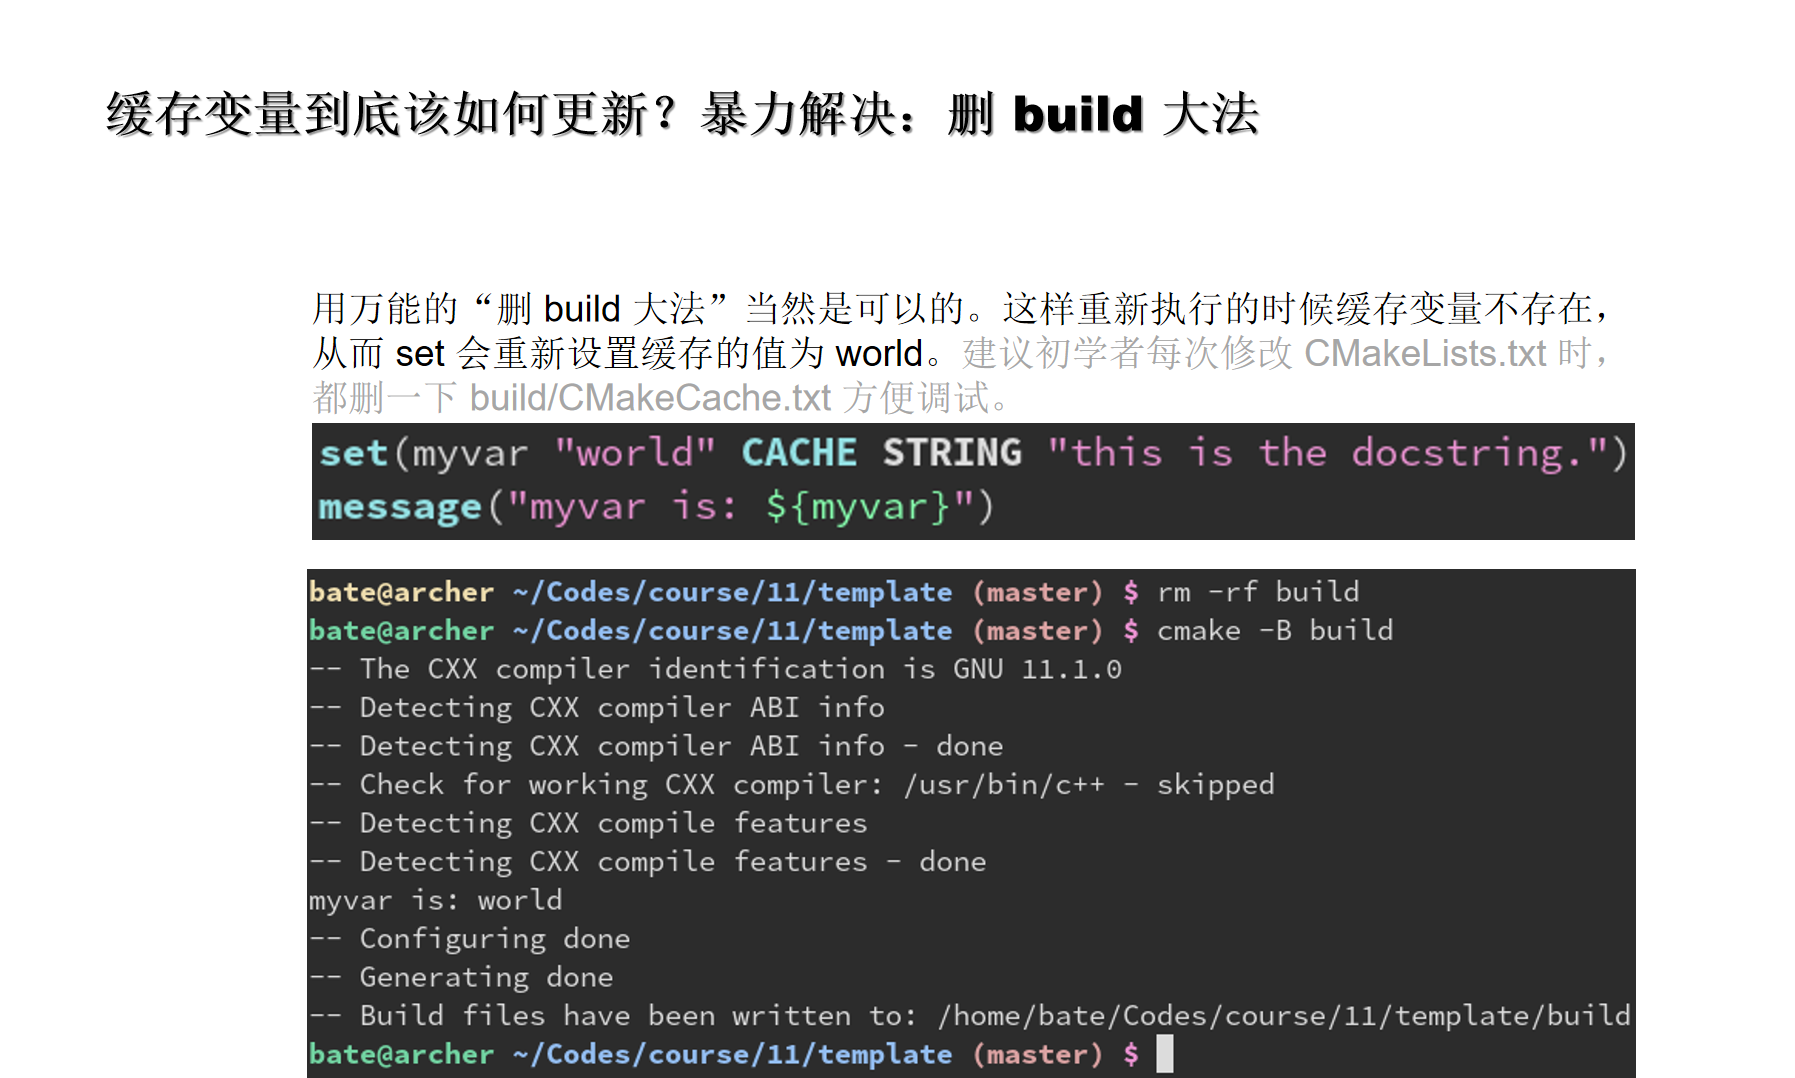 缓存变量到底该如何更新？暴力解决：删 build 大法
用万能的“删 build 大法”当然是可以的。这样重新执行的时候缓存变量不存在，
从而 set 会重新设置缓存的值为 world。建议初学者每次修改 CMakeLists.txt 时，
都删一下 build/CMakeCache.txt 方便调试。
set(myvar "world" CACHE STRING "this is the docstring.")
message("myvar is: ${myvar}")
bate@archer ~/Codes/course/11/template (master) $ rm -rf build
bate@archer ~/Codes/course/11/template (master) $ cmake -B build
-- The CXX compiler identification is GNU 11.1.0
-- Detecting CXX compiler ABI info
-- Detecting CXX compiler ABI info - done
-- Check for working CXX compiler: /usr/bin/c++ - skipped
-- Detecting CXX compile features
-- Detecting CXX compile features - done
myvar is: world
-- Configuring done
-- Generating done
-- Build files have been written to: /home/bate/Codes/course/11/template/build
bate@archer ~/Codes/course/11/template (master) $